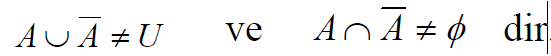 A ∪ A̅ ≠ U ve A ∩ A̅ ≠ ϕ dir